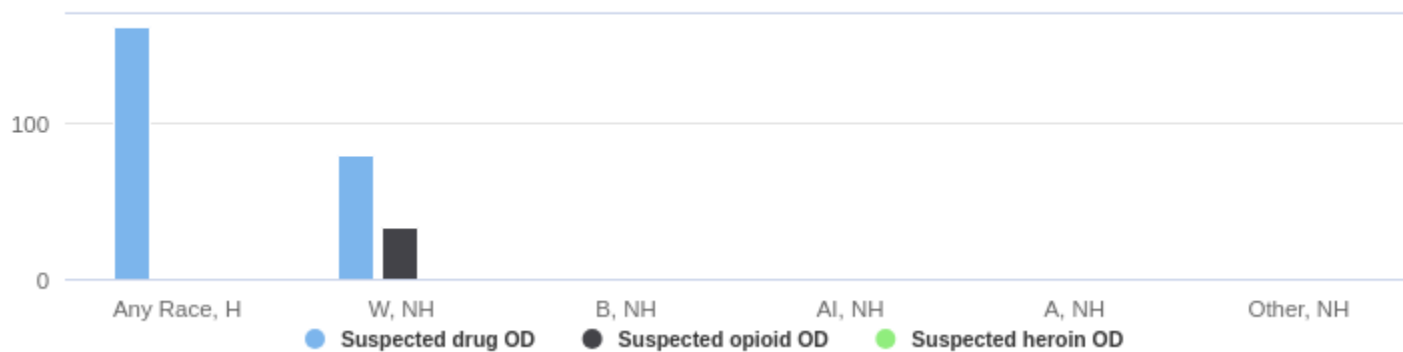 100
0
Any Race, H W, NH B, NH AI, NH A, NH Other, NH
Suspected drug OD Suspected opioid OD Suspected heroin OD